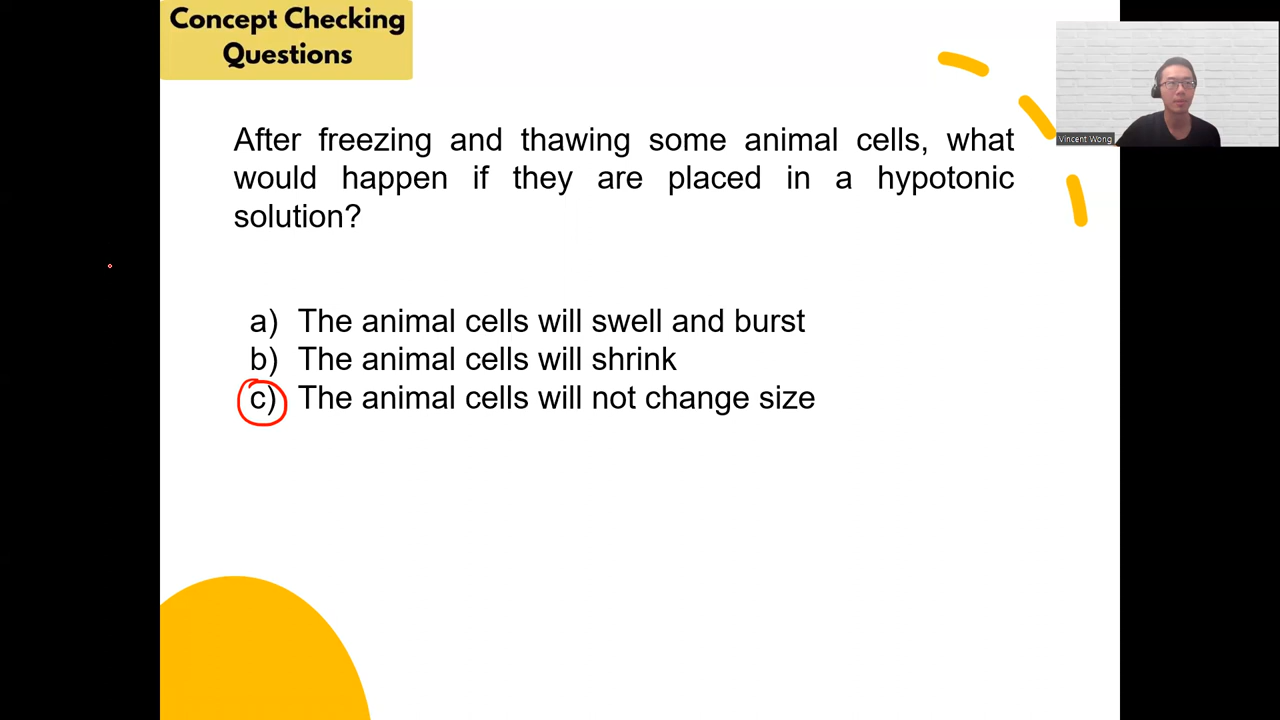 Concept Checking
Questions
Vincent Wong
After freezing and thawing some animal cells, what
would happen if they are placed in a hypotonic
solution?
a) The animal cells will swell and burst
b) The animal cells will shrink
c) The animal cells will not change size